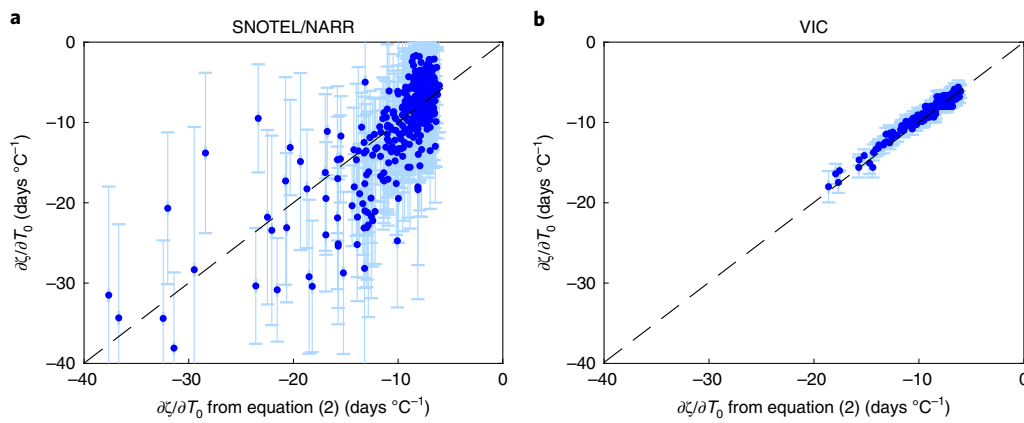 a
SNOTEL/NARR
0
–10
–20
–30
–40
∂ζ/∂T₀ (days °C⁻¹)
–40 –30 –20 –10 0
∂ζ/∂T₀ from equation (2) (days °C⁻¹)
b
VIC
0
–10
–20
–30
–40
∂ζ/∂T₀ (days °C⁻¹)
–40 –30 –20 –10 0
∂ζ/∂T₀ from equation (2) (days °C⁻¹)